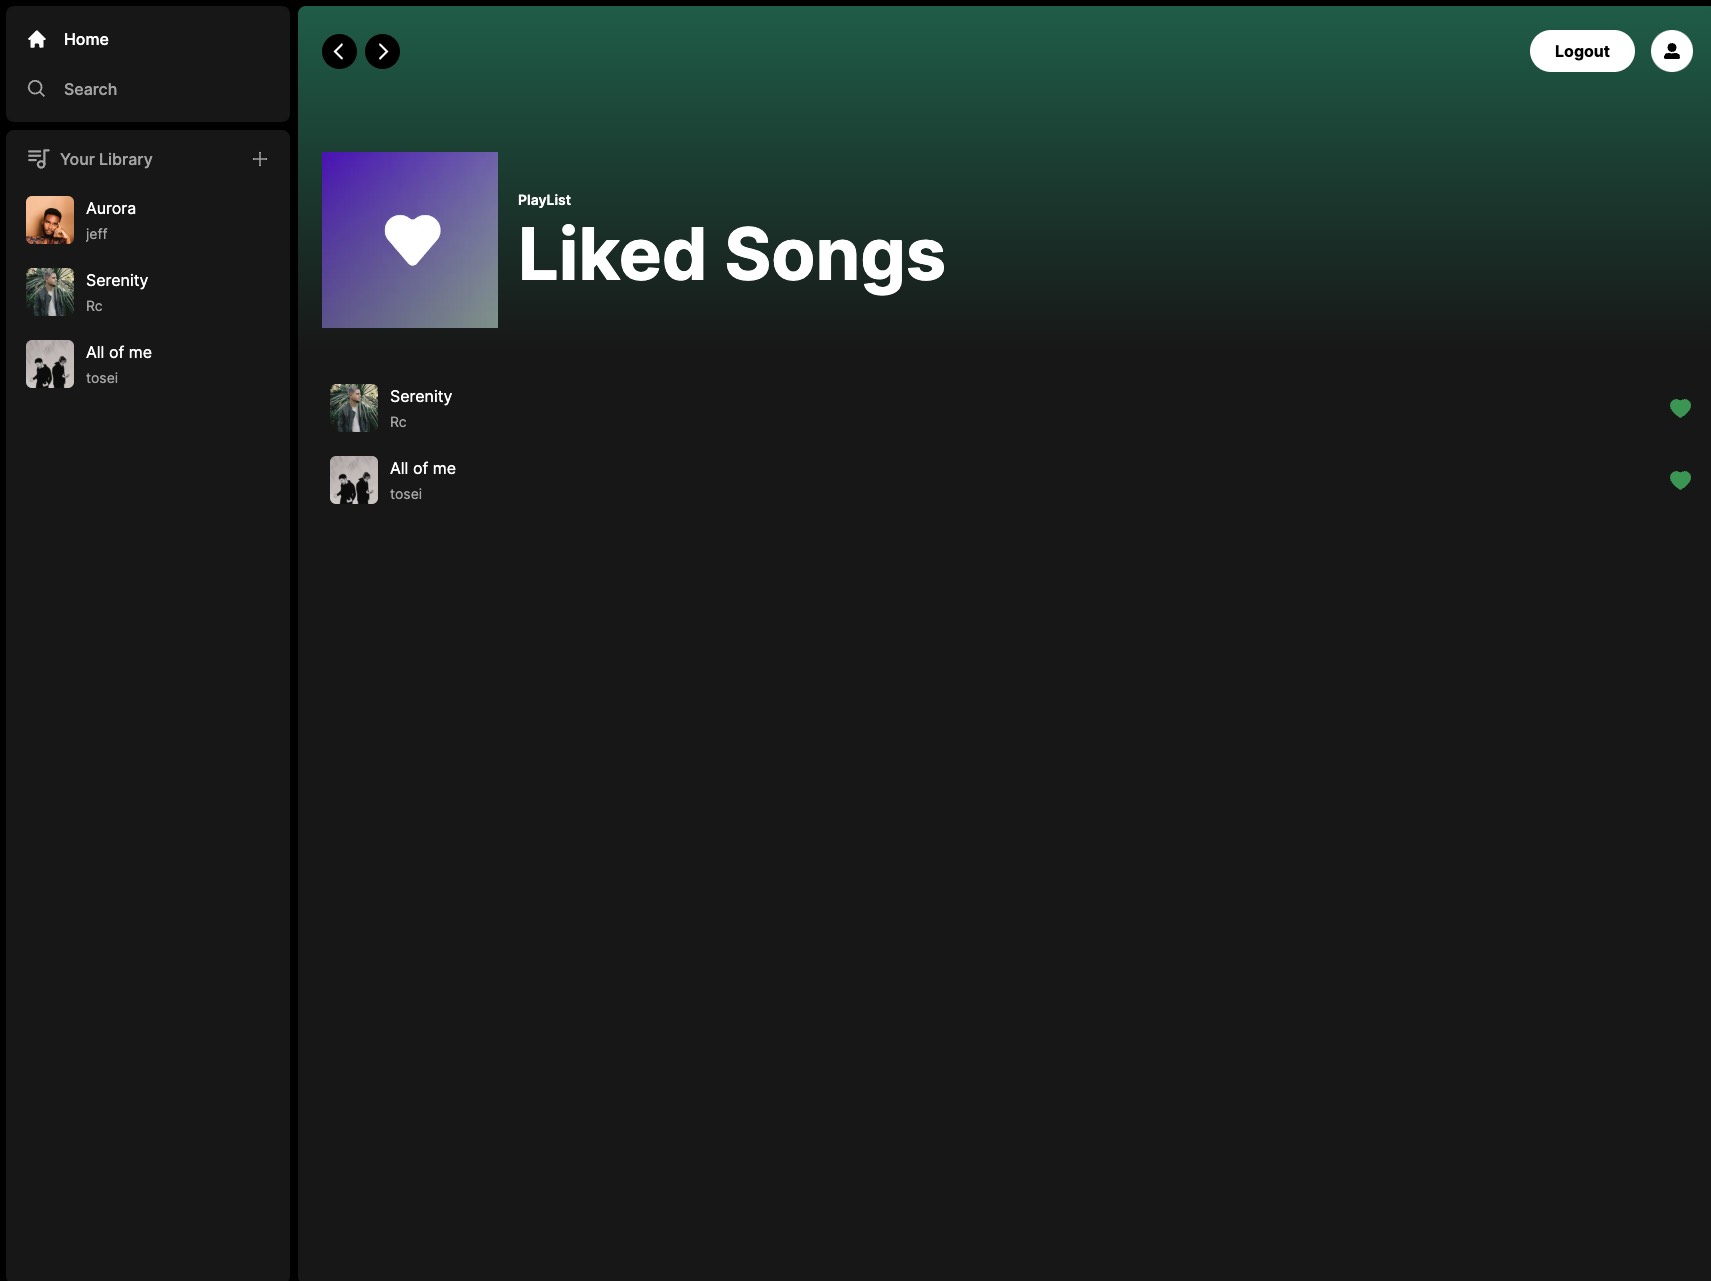 Home
Search
Your Library
Aurora
jeff
Serenity
Rc
All of me
tosei
Logout
PlayList
Liked Songs
Serenity
Rc
All of me
tosei